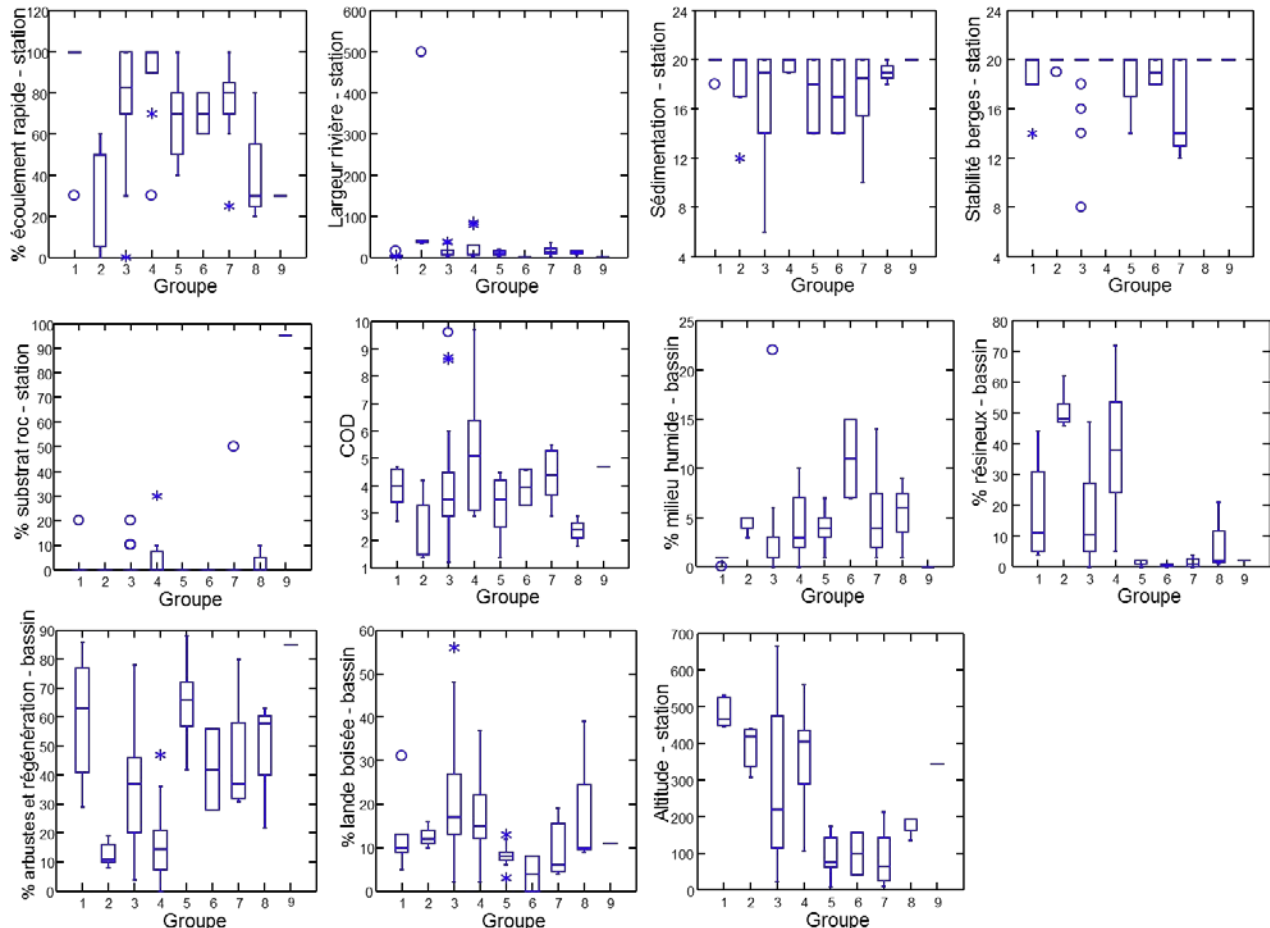 % écoulement rapide - station
120
100
80
60
40
20
0
1 2 3 4 5 6 7 8 9
Groupe
Largeur rivière - station
600
500
400
300
200
100
0
1 2 3 4 5 6 7 8 9
Groupe
Sédimentation - station
24
20
16
12
8
4
1 2 3 4 5 6 7 8 9
Groupe
Stabilité berges - station
24
20
16
12
8
4
1 2 3 4 5 6 7 8 9
Groupe
% substrat roc - station
100
90
80
70
60
50
40
30
20
10
0
1 2 3 4 5 6 7 8 9
Groupe
COD
10
9
8
7
6
5
4
3
2
1
1 2 3 4 5 6 7 8 9
Groupe
% milieu humide - bassin
25
20
15
10
5
0
1 2 3 4 5 6 7 8 9
Groupe
% résineux - bassin
80
70
60
50
40
30
20
10
0
1 2 3 4 5 6 7 8 9
Groupe
% arbustes et régénération - bassin
90
80
70
60
50
40
30
20
10
0
1 2 3 4 5 6 7 8 9
Groupe
% lande boisée - bassin
60
50
40
30
20
10
0
1 2 3 4 5 6 7 8 9
Groupe
Altitude - station
700
600
500
400
300
200
100
0
1 2 3 4 5 6 7 8 9
Groupe